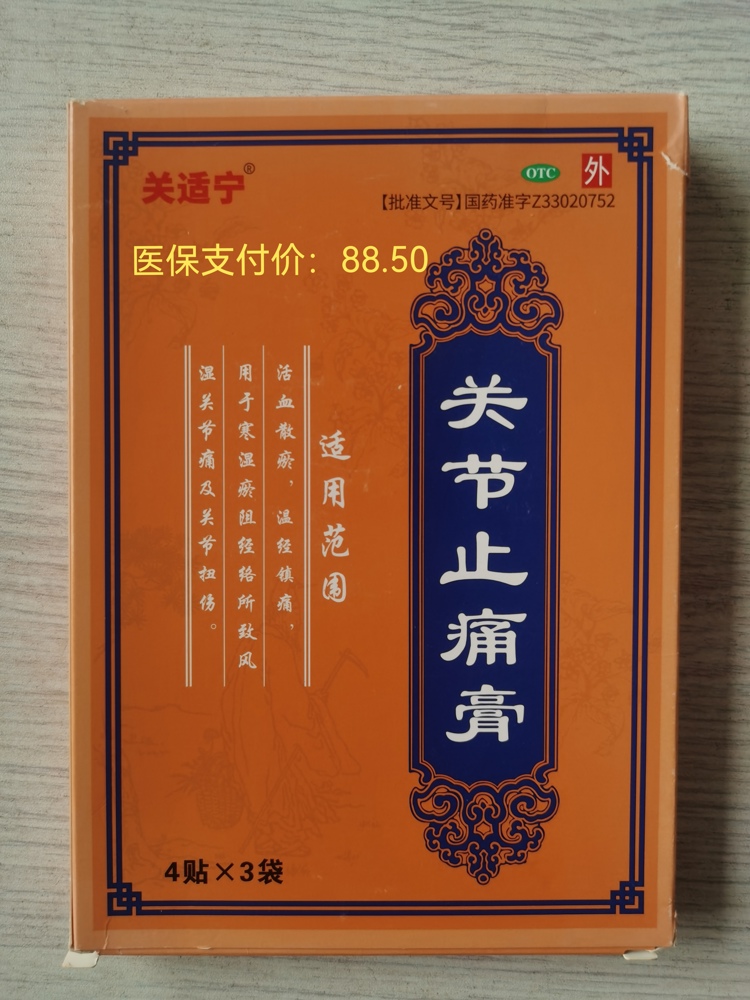 关适宁®
OTC
外
【批准文号】国药准字Z33020752
医保支付价：88.50
关节止痛膏
适用范围
活血散瘀，温经镇痛，
用于寒湿瘀阻经络所致风
湿关节痛及关节扭伤。
4贴×3袋